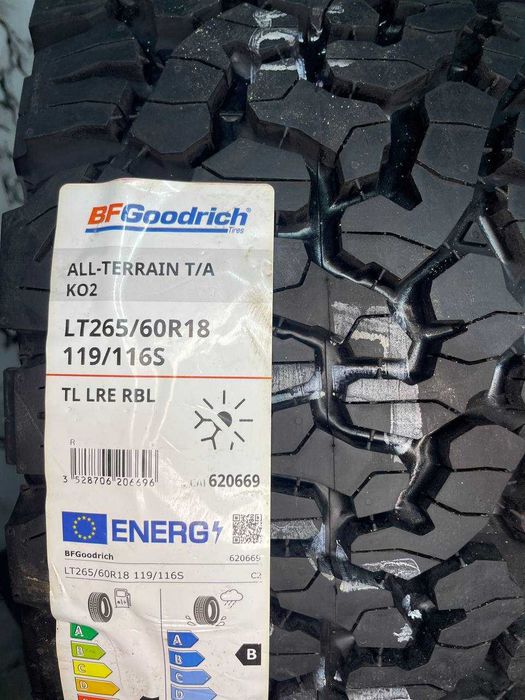 BFGoodrich
Tires
ALL-TERRAIN T/A
KO2
LT265/60R18
119/116S
TL LRE RBL
R
3 528706 206696
CAI 620669
ENERG
BFGoodrich 620669
LT265/60R18 119/116S C2
A
B
C
D
A
B
C
D
B